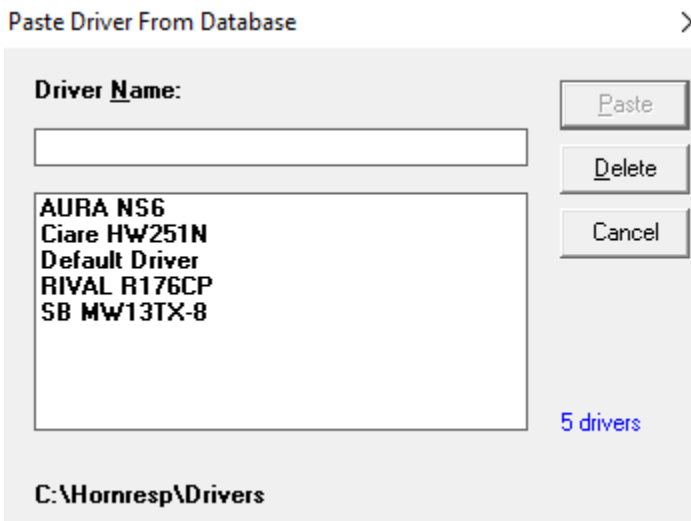 Paste Driver From Database
Driver Name:
Paste
Delete
Cancel
AURA NS6
Ciare HW251N
Default Driver
RIVAL R176CP
SB MW13TX-8
5 drivers
C:\Hornresp\Drivers